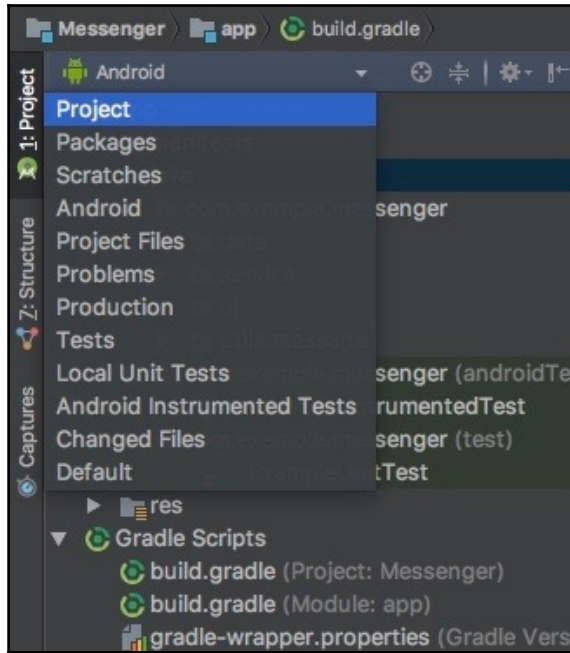 Messenger app build.gradle
1: Project
Android
Project
Packages
Scratches
Android
senger
Project Files
Problems
Production
Tests
Local Unit Tests
senger (androidTe
Android Instrumented Tests
rumentedTest
Changed Files
senger (test)
Default
tTest
7: Structure
Captures
res
Gradle Scripts
build.gradle (Project: Messenger)
build.gradle (Module: app)
gradle-wrapper.properties (Gradle Vers